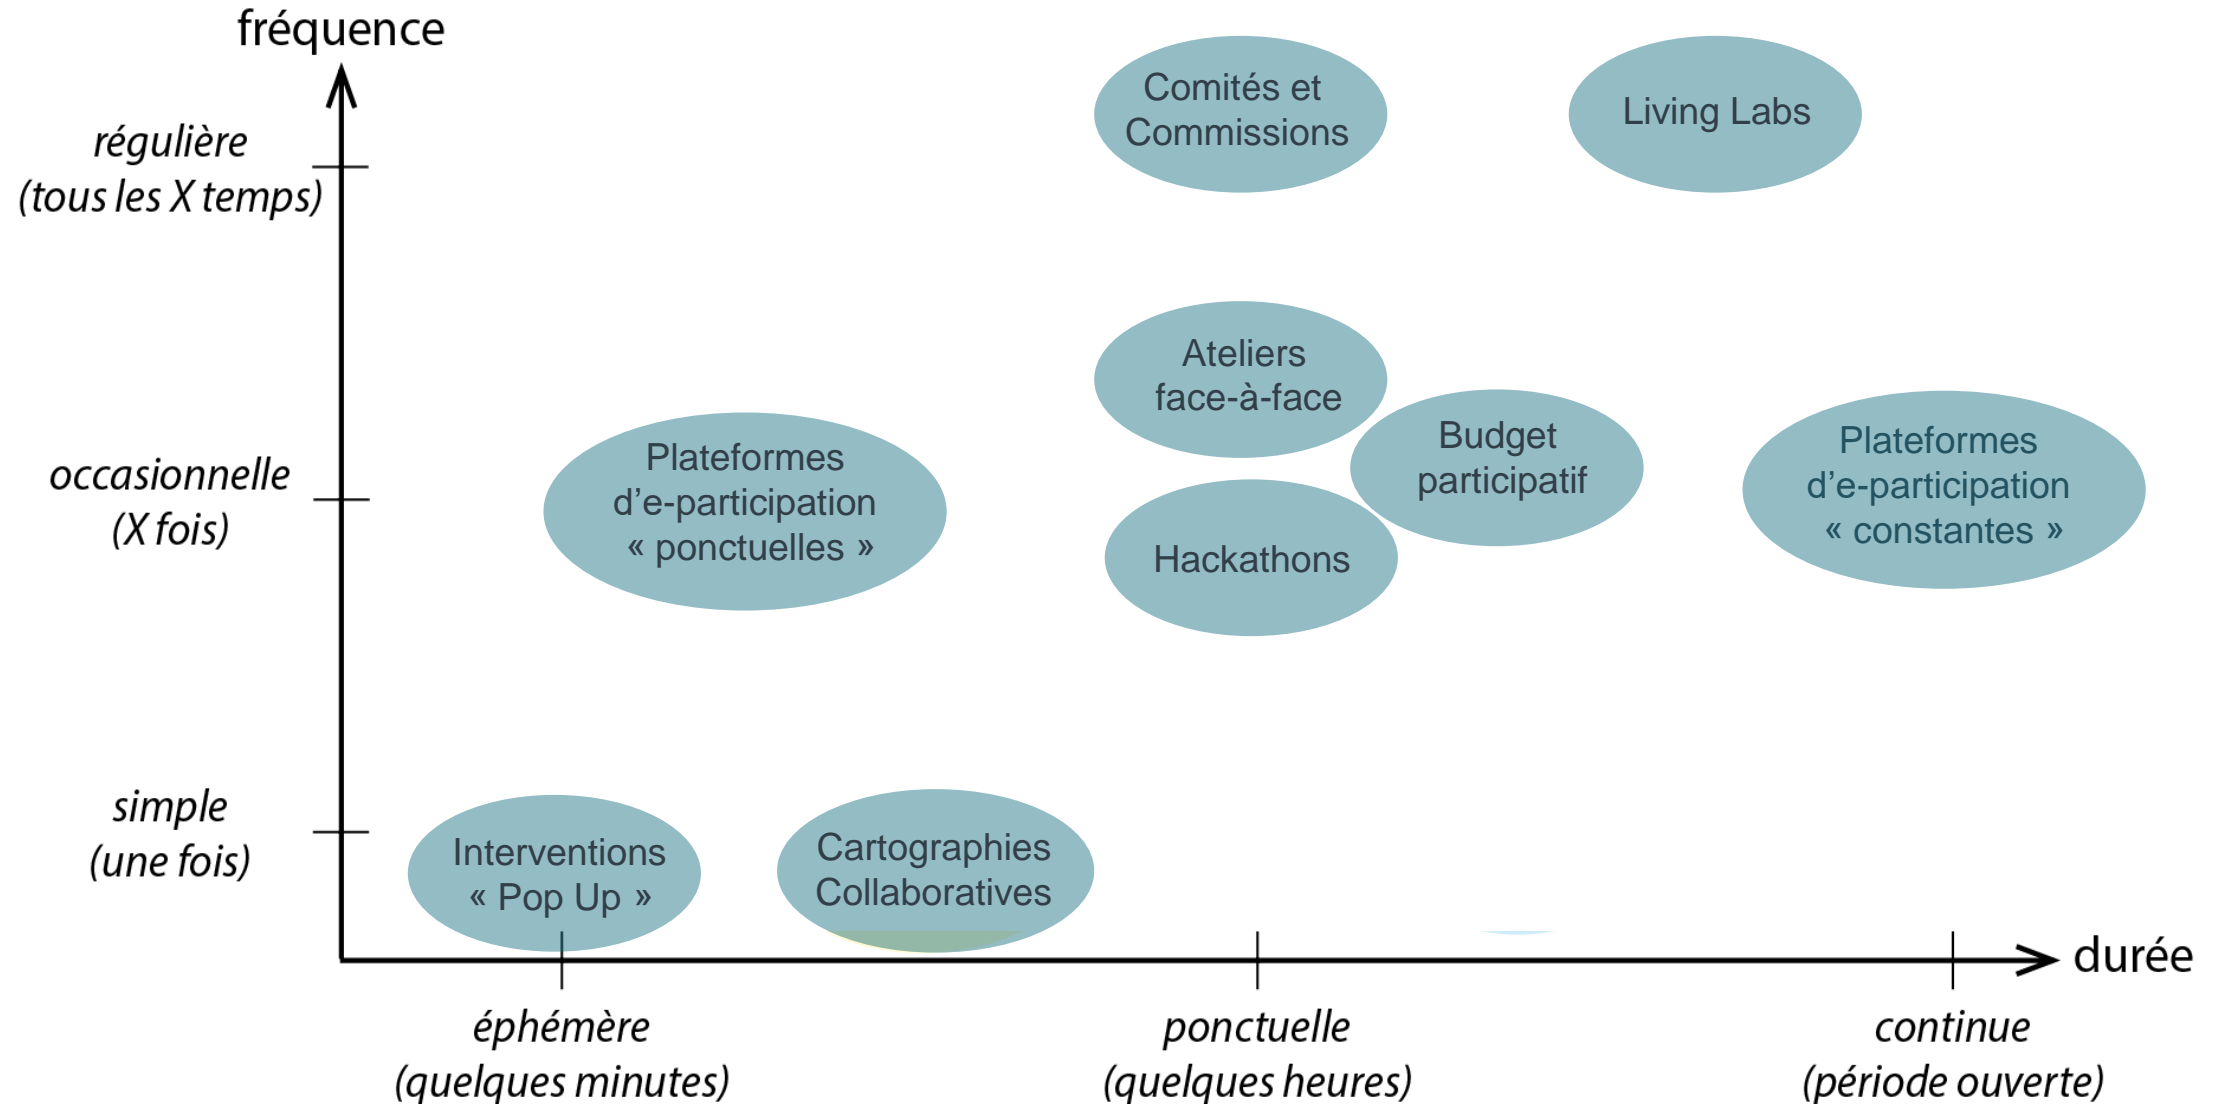 fréquence
régulière
(tous les X temps)
Comités et
Commissions
Living Labs
Ateliers
face-à-face
occasionnelle
(X fois)
Plateformes
d’e-participation
« ponctuelles »
Budget
participatif
Hackathons
Plateformes
d’e-participation
« constantes »
simple
(une fois)
Interventions
« Pop Up »
Cartographies
Collaboratives
durée
éphémère
(quelques minutes)
ponctuelle
(quelques heures)
continue
(période ouverte)